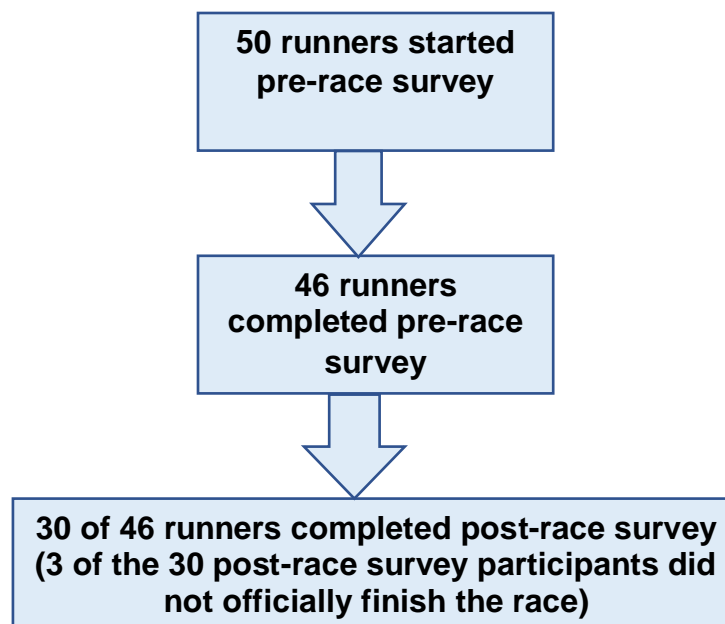 50 runners started
pre-race survey
46 runners
completed pre-race
survey
30 of 46 runners completed post-race survey
(3 of the 30 post-race survey participants did
not officially finish the race)